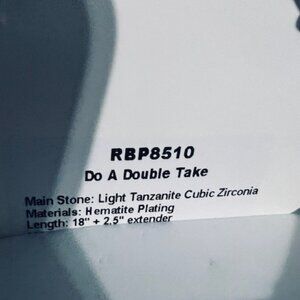 RBP8510
Do A Double Take
Main Stone: Light Tanzanite Cubic Zirconia
Materials: Hematite Plating
Length: 18" + 2.5" extender